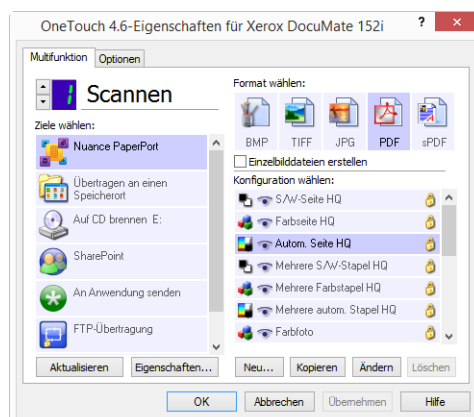 OneTouch 4.6-Eigenschaften für Xerox DocuMate 152i
Multifunktion
Optionen
1
Scannen
Ziele wählen:
Nuance PaperPort
Übertragen an einen
Speicherort
Auf CD brennen E:
SharePoint
An Anwendung senden
FTP-Übertragung
Aktualisieren
Eigenschaften...
Format wählen:
BMP
TIFF
JPG
PDF
sPDF
Einzelbilddateien erstellen
Konfiguration wählen:
S/W-Seite HQ
Farbseite HQ
Autom. Seite HQ
Mehrere S/W-Stapel HQ
Mehrere Farbstapel HQ
Mehrere autom. Stapel HQ
Farbfoto
Neu...
Kopieren
Ändern
Löschen
OK
Abbrechen
Übernehmen
Hilfe